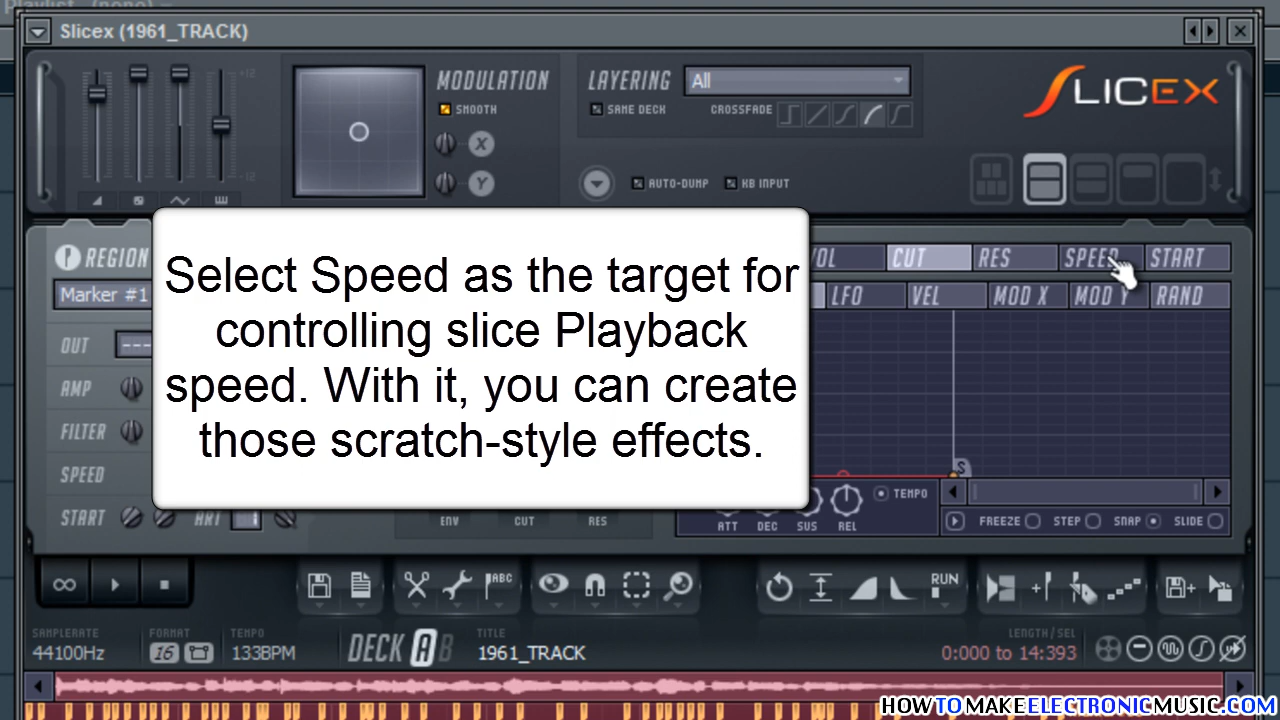 Slicex (1961_TRACK)
+12
-12
MODULATION
SMOOTH
X
Y
LAYERING
All
SAME DECK
CROSSFADE
AUTO-DUMP
KB INPUT
SLICEX
REGION
CUT
RES
SPEED
START
Marker #1
LFO
VEL
MOD X
MOD Y
RAND
Select Speed as the target for
controlling slice Playback
speed. With it, you can create
those scratch-style effects.
OUT
---
AMP
FILTER
SPEED
START
ART
ENV
CUT
RES
S
TEMPO
ATT
DEC
SUS
REL
FREEZE
STEP
SNAP
SLIDE
ABC
RUN
SAMPLERATE
44100Hz
FORMAT
16
TEMPO
133BPM
DECK A B
TITLE
1961_TRACK
LENGTH/SEL
0:000 to 14:393
HOWTOMAKEELECTRONICMUSIC.COM